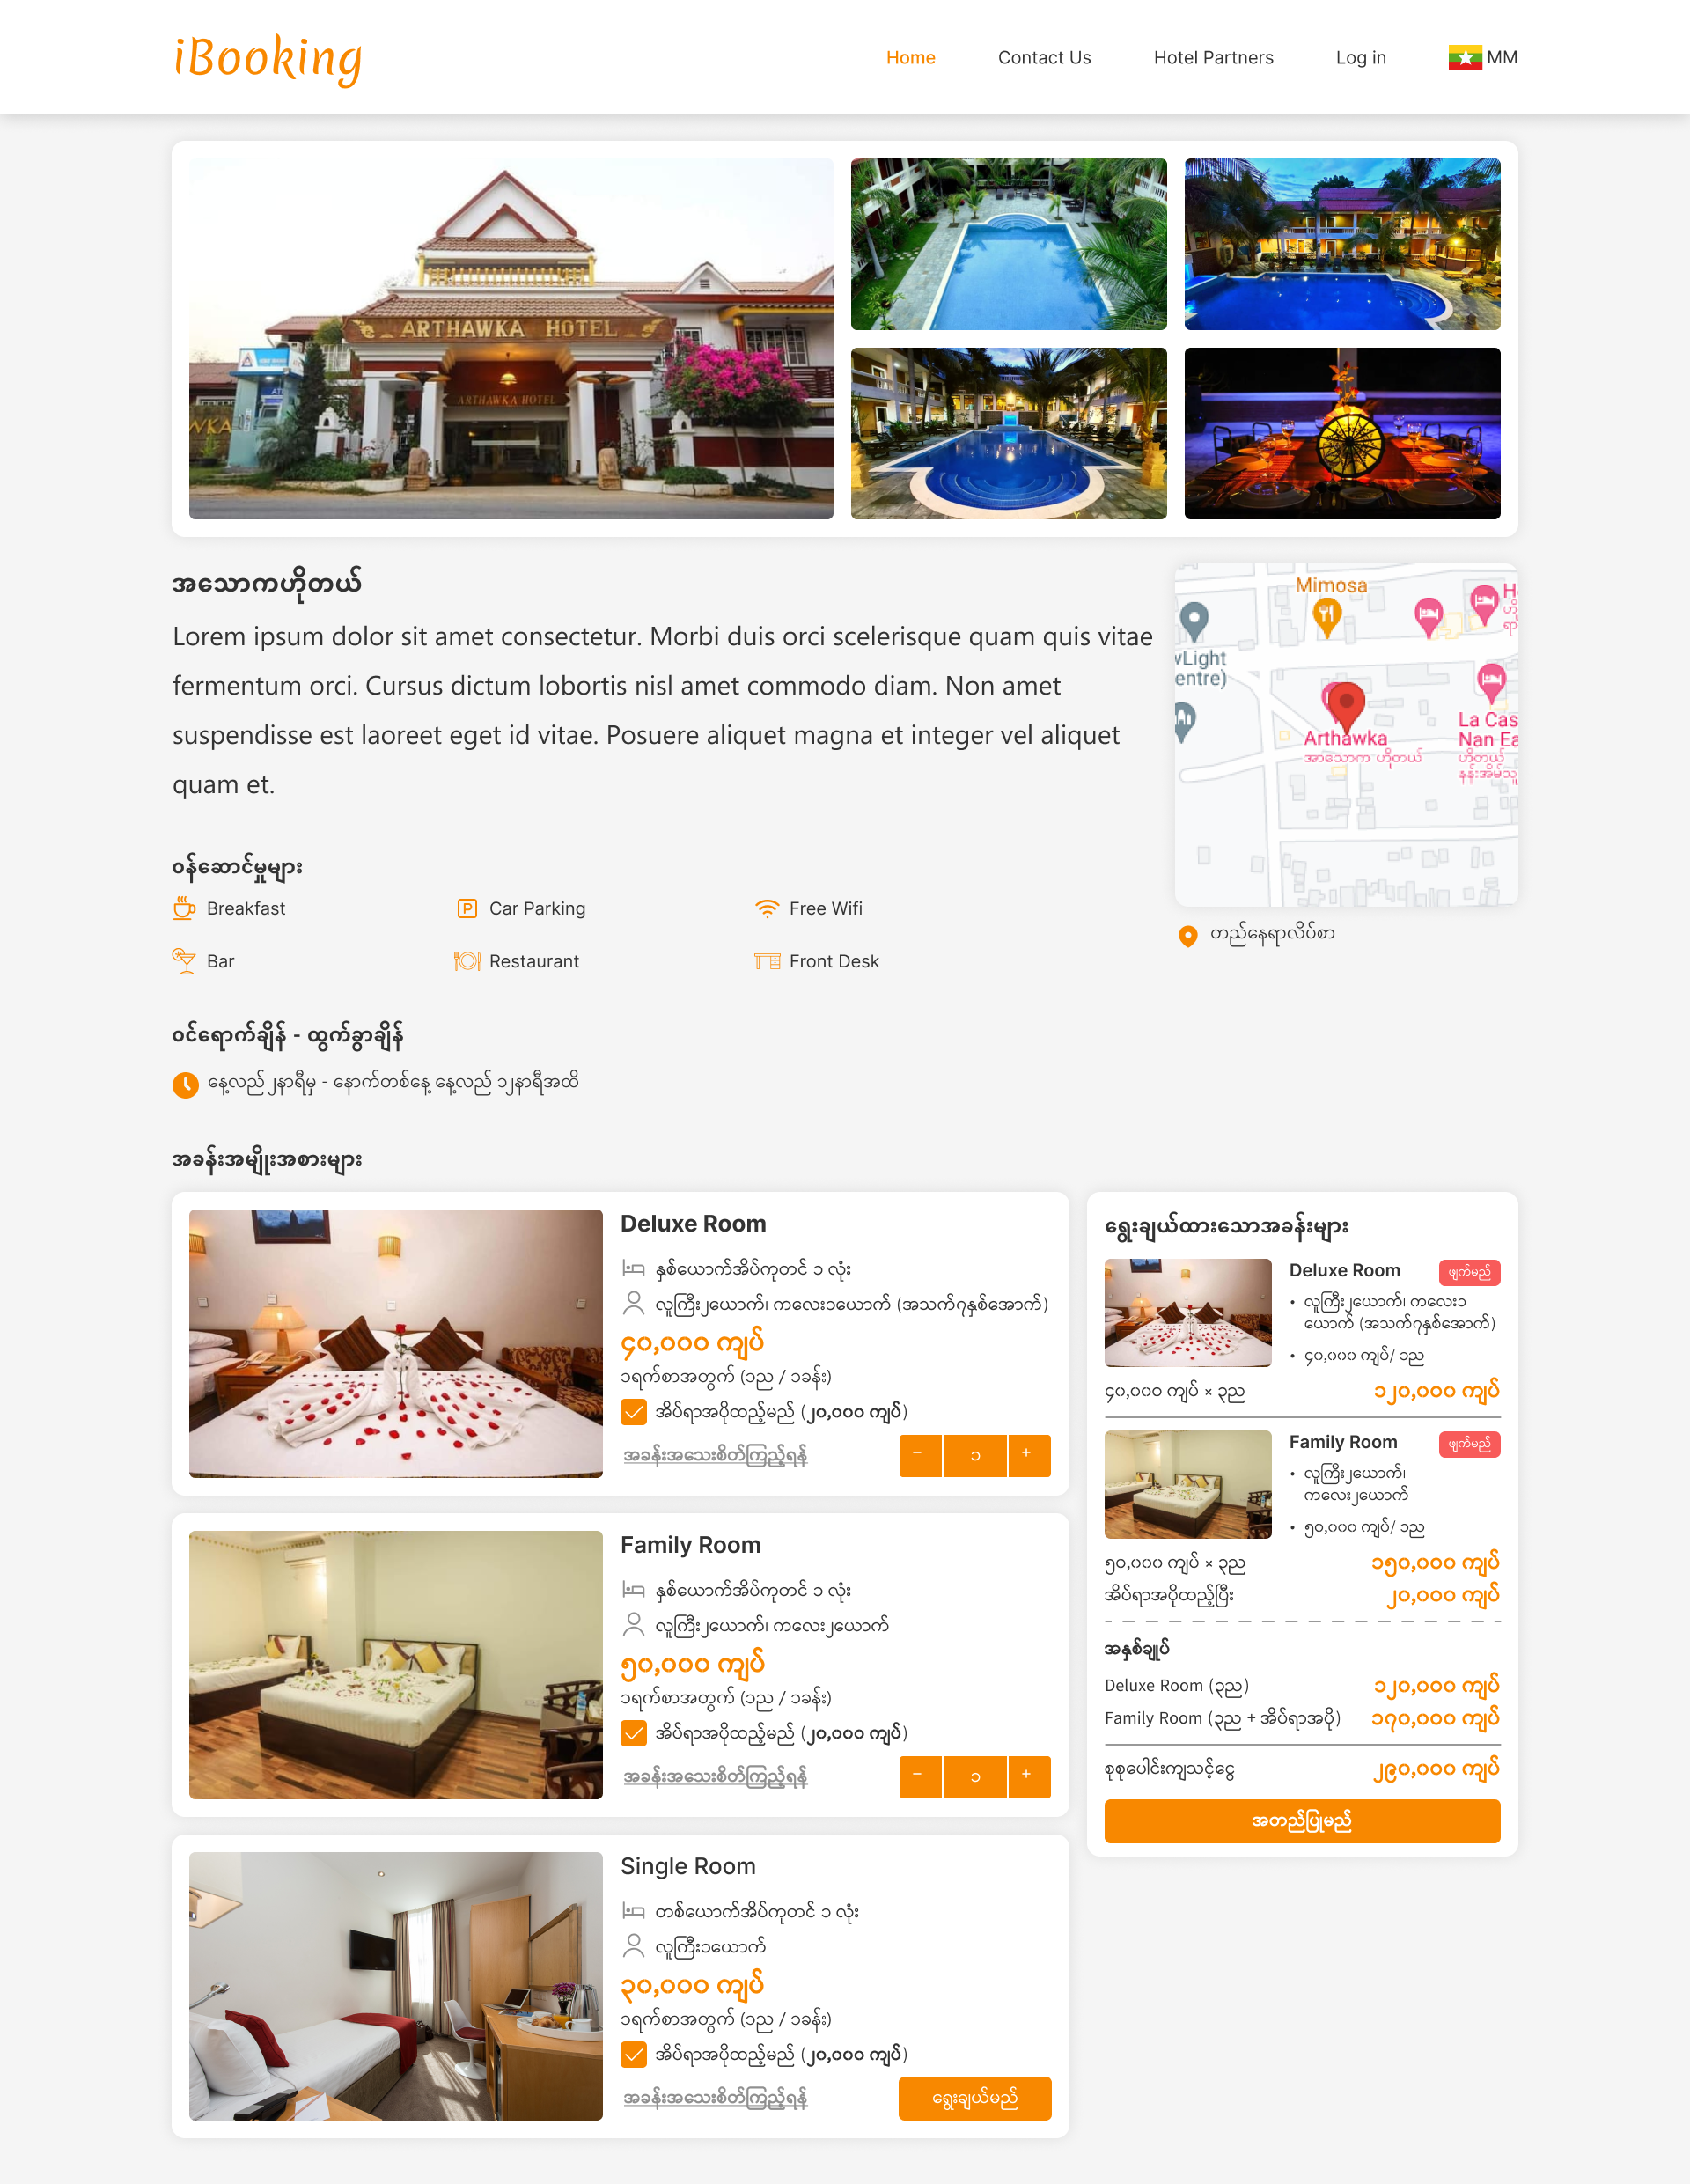 iBooking
Home
Contact Us
Hotel Partners
Log in
MM
ARTHAWKA HOTEL
ARTHAWKA HOTEL
WKA
အသောကဟိုတယ်
Lorem ipsum dolor sit amet consectetur. Morbi duis orci scelerisque quam quis vitae
fermentum orci. Cursus dictum lobortis nisl amet commodo diam. Non amet
suspendisse est laoreet eget id vitae. Posuere aliquet magna et integer vel aliquet
quam et.
Mimosa
wLight
entre)
Arthawka
အာသောက ဟိုတယ်
La Cas
Nan Ea
ဟိုတယ်
တည်နေရာလိပ်စာ
ဝန်ဆောင်မှုများ
Breakfast
Car Parking
Free Wifi
Bar
Restaurant
Front Desk
ဝင်ရောက်ချိန် - ထွက်ခွာချိန်
နေ့လည်၂နာရီမှ - နောက်တစ်နေ့ နေ့လည် ၁၂နာရီအထိ
အခန်းအမျိုးအစားများ
Deluxe Room
နှစ်ယောက်အိပ်ကုတင် ၁ လုံး
လူကြီး၂ယောက်၊ ကလေး၁ယောက် (အသက်၇နှစ်အောက်)
၄၀,၀၀၀ ကျပ်
၁ရက်စာအတွက် (၁ည / ၁ခန်း)
အိပ်ရာအပိုထည့်မည် (၂၀,၀၀၀ ကျပ်)
အခန်းအသေးစိတ်ကြည့်ရန်
− ၁ +
Family Room
နှစ်ယောက်အိပ်ကုတင် ၁ လုံး
လူကြီး၂ယောက်၊ ကလေး၂ယောက်
၅၀,၀၀၀ ကျပ်
၁ရက်စာအတွက် (၁ည / ၁ခန်း)
အိပ်ရာအပိုထည့်မည် (၂၀,၀၀၀ ကျပ်)
အခန်းအသေးစိတ်ကြည့်ရန်
− ၁ +
Single Room
တစ်ယောက်အိပ်ကုတင် ၁ လုံး
လူကြီး၁ယောက်
၃၀,၀၀၀ ကျပ်
၁ရက်စာအတွက် (၁ည / ၁ခန်း)
အိပ်ရာအပိုထည့်မည် (၂၀,၀၀၀ ကျပ်)
အခန်းအသေးစိတ်ကြည့်ရန်
ရွေးချယ်မည်
ရွေးချယ်ထားသောအခန်းများ
Deluxe Room
ဖျက်မည်
• လူကြီး၂ယောက်၊ ကလေး၁
ယောက် (အသက်၇နှစ်အောက်)
• ၄၀,၀၀၀ ကျပ်/ ၁ည
၄၀,၀၀၀ ကျပ် × ၃ည
၁၂၀,၀၀၀ ကျပ်
Family Room
ဖျက်မည်
• လူကြီး၂ယောက်၊
ကလေး၂ယောက်
• ၅၀,၀၀၀ ကျပ်/ ၁ည
၅၀,၀၀၀ ကျပ် × ၃ည
၁၅၀,၀၀၀ ကျပ်
အိပ်ရာအပိုထည့်ပြီး
၂၀,၀၀၀ ကျပ်
အနှစ်ချုပ်
Deluxe Room (၃ည)
၁၂၀,၀၀၀ ကျပ်
Family Room (၃ည + အိပ်ရာအပို)
၁၇၀,၀၀၀ ကျပ်
စုစုပေါင်းကျသင့်ငွေ
၂၉၀,၀၀၀ ကျပ်
အတည်ပြုမည်